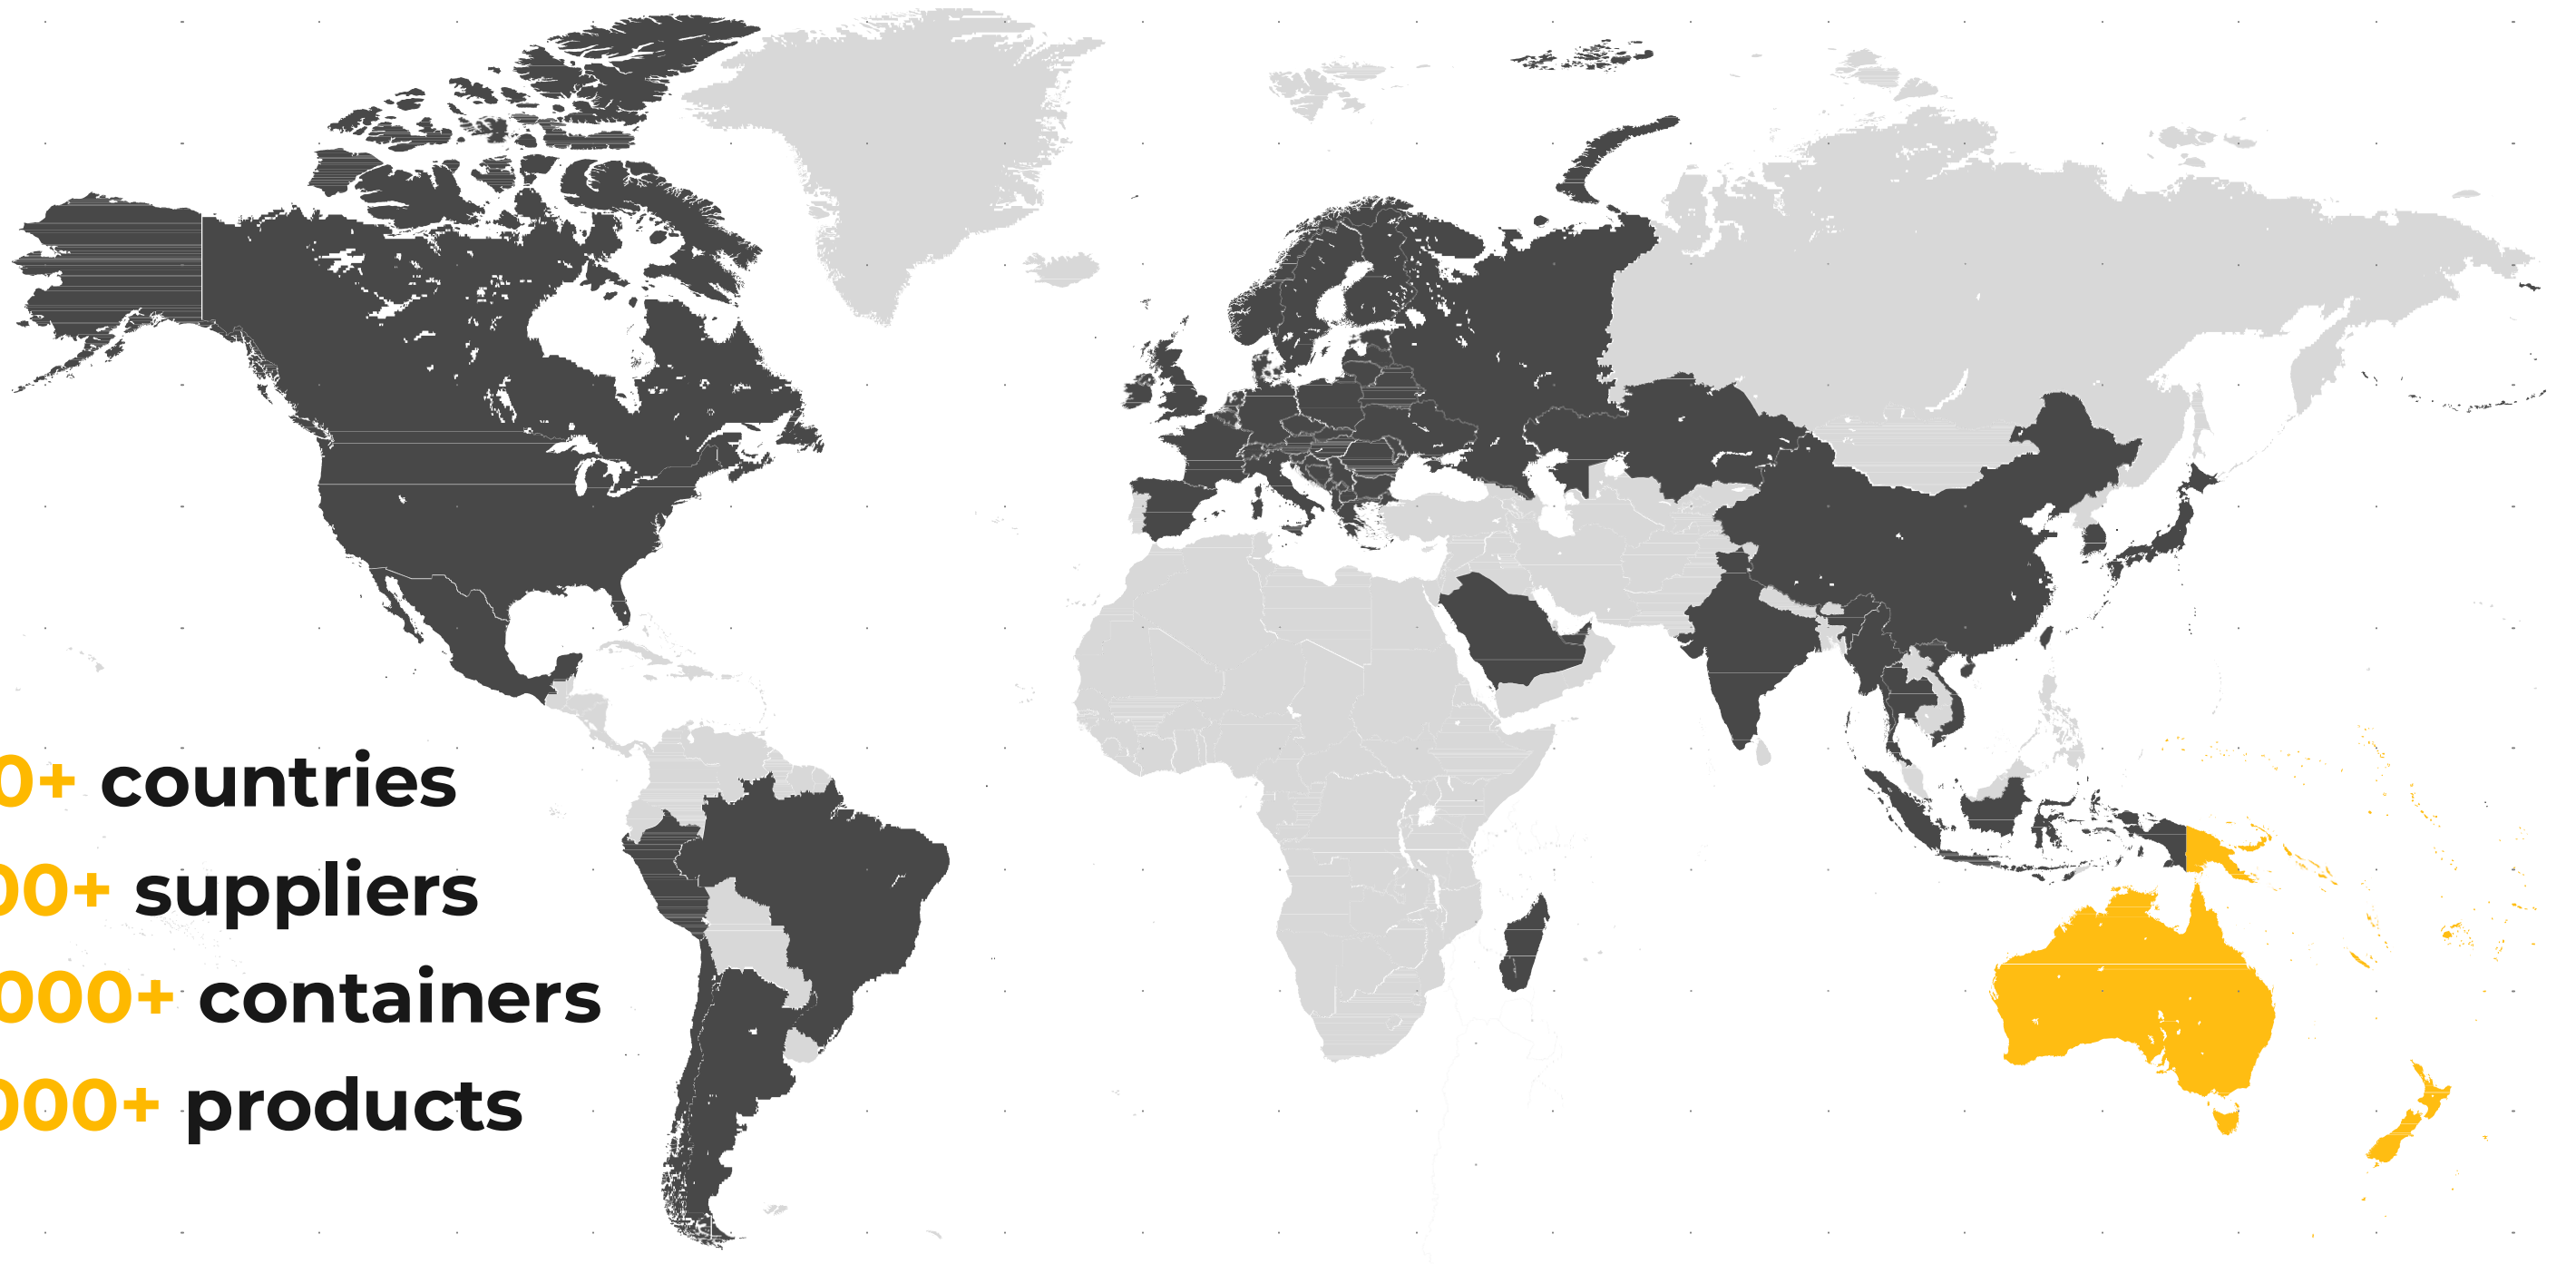 0+ countries
00+ suppliers
000+ containers
000+ products